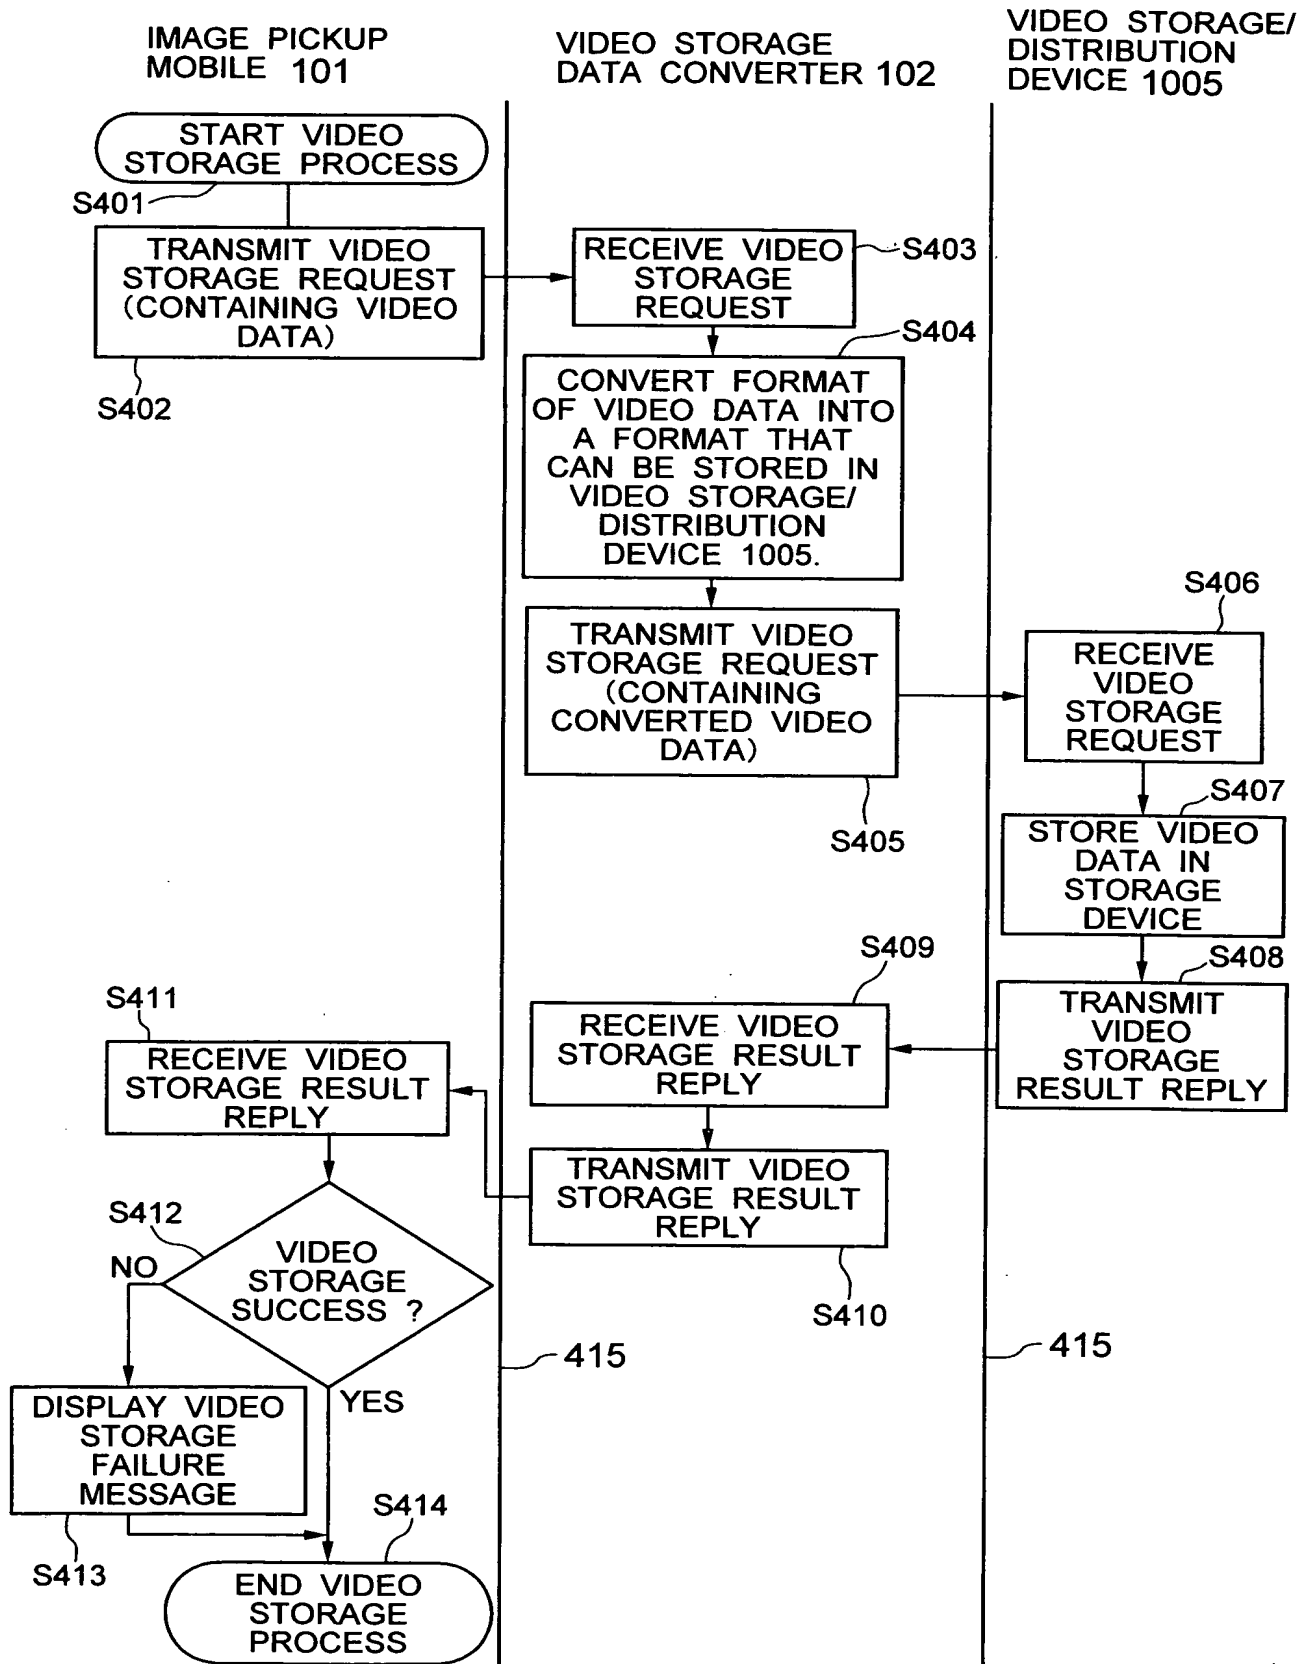 IMAGE PICKUP
MOBILE 101
VIDEO STORAGE
DATA CONVERTER 102
VIDEO STORAGE/
DISTRIBUTION
DEVICE 1005
START VIDEO
STORAGE PROCESS
S401
TRANSMIT VIDEO
STORAGE REQUEST
(CONTAINING VIDEO
DATA)
S402
RECEIVE VIDEO
STORAGE
REQUEST
S403
S404
CONVERT FORMAT
OF VIDEO DATA INTO
A FORMAT THAT
CAN BE STORED IN
VIDEO STORAGE/
DISTRIBUTION
DEVICE 1005.
TRANSMIT VIDEO
STORAGE REQUEST
(CONTAINING
CONVERTED VIDEO
DATA)
S405
S406
RECEIVE
VIDEO
STORAGE
REQUEST
S407
STORE VIDEO
DATA IN
STORAGE
DEVICE
S408
TRANSMIT
VIDEO
STORAGE
RESULT REPLY
S409
RECEIVE VIDEO
STORAGE RESULT
REPLY
TRANSMIT VIDEO
STORAGE RESULT
REPLY
S410
S411
RECEIVE VIDEO
STORAGE RESULT
REPLY
S412
VIDEO
STORAGE
SUCCESS ?
NO
YES
DISPLAY VIDEO
STORAGE
FAILURE
MESSAGE
S413
S414
END VIDEO
STORAGE
PROCESS
415
415